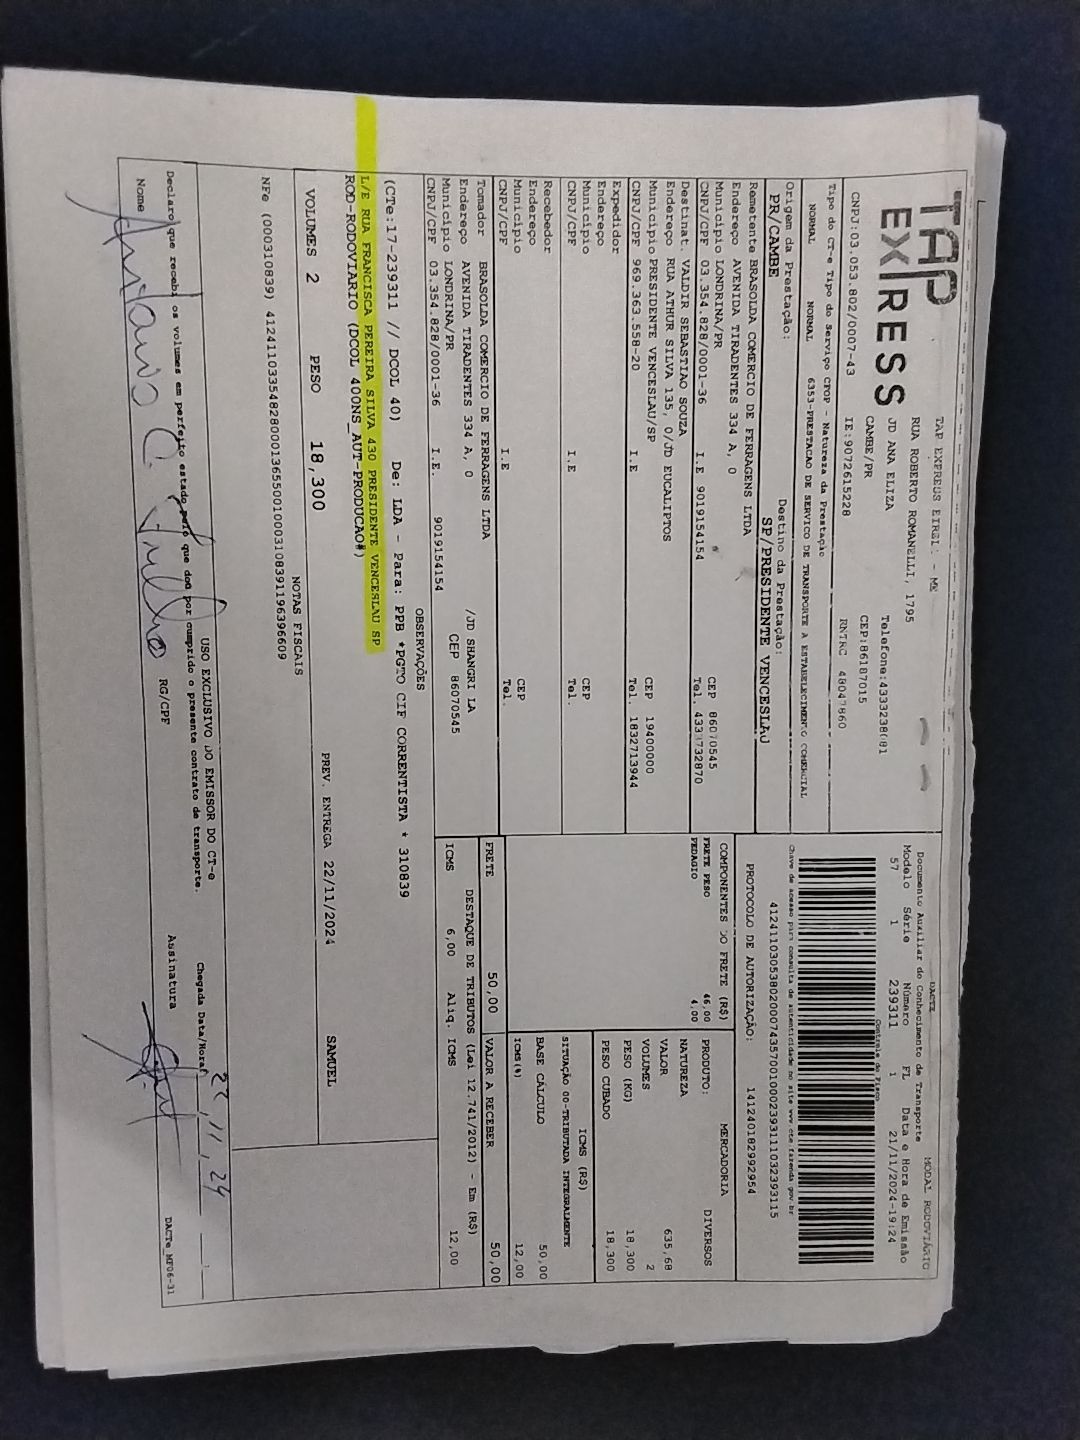 TAP EXPRESS
TAP EXPRESS EIRELI - ME
RUA ROBERTO ROMANELLI, 1795
JD ANA ELIZA
CAMBE/PR
Telefone:4333238081
CEP:86187015
CNPJ:03.053.802/0007-43
IE:9072615228
RNTRC 48047860
Tipo do CT-e Tipo do Serviço CFOP - Natureza da Prestação
NORMAL NORMAL 6353-PRESTACAO DE SERVICO DE TRANSPORTE A ESTABELECIMENTO COMERCIAL
Origem da Prestação: Destino da Prestação:
PR/CAMBE SP/PRESIDENTE VENCESLAU
DACTE
MODAL RODOVIÁRIO
Documento Auxiliar do Conhecimento de Transporte
Modelo Série Número FL Data e Hora de Emissão
57 1 239311 1 21/11/2024-19:24
Controle do Fisco
Chave de acesso para consulta de autenticidade no site www.cte.fazenda.gov.br
41241103053802000743570010002393111032393115
PROTOCOLO DE AUTORIZAÇÃO: 141240182992954
Remetente BRASOLDA COMERCIO DE FERRAGENS LTDA
Endereço AVENIDA TIRADENTES 334 A, 0
Município LONDRINA/PR CEP 86070545
CNPJ/CPF 03.354.828/0001-36 I.E 9019154154 Tel. 4333732870
Destinat. VALDIR SEBASTIAO SOUZA
Endereço RUA ATHUR SILVA 135, 0/JD EUCALIPTOS
Município PRESIDENTE VENCESLAU/SP CEP 19400000
CNPJ/CPF 969.363.558-20 I.E Tel. 1832713944
Expedidor
Endereço
Município CEP
CNPJ/CPF I.E Tel.
Recebedor
Endereço
Município CEP
CNPJ/CPF I.E Tel.
Tomador BRASOLDA COMERCIO DE FERRAGENS LTDA
Endereço AVENIDA TIRADENTES 334 A, 0 /JD SHANGRI LA
Município LONDRINA/PR CEP 86070545
CNPJ/CPF 03.354.828/0001-36 I.E. 9019154154
COMPONENTES DO FRETE (R$)
FRETE PESO 46,00
PEDAGIO 4,00
PRODUTO: MERCADORIA
NATUREZA DIVERSOS
VALOR 635,68
VOLUMES 2
PESO (KG) 18,300
PESO CUBADO 18,300
ICMS (R$)
SITUAÇÃO 00-TRIBUTADA INTEGRALMENTE
BASE CÁLCULO 50,00
ICMS(%) 12,00
FRETE 50,00 VALOR A RECEBER 50,00
DESTAQUE DE TRIBUTOS (Lei 12.741/2012) - Em (R$)
ICMS 6,00 Aliq. ICMS 12,00
OBSERVAÇÕES
(CTe:17-239311 // DCOL 40) De: LDA - Para: PPB *PGTO CIF CORRENTISTA * 310839
L/E RUA FRANCISCA PEREIRA SILVA 430 PRESIDENTE VENCESLAU SP
ROD-RODOVIARIO (DCOL 400NS_AUT-PRODUCAO#)
VOLUMES 2 PESO 18,300 PREV. ENTREGA 22/11/2024 SAMUEL
NOTAS FISCAIS
NFe (000310839) 41241103354828000136550010003108391196396609
USO EXCLUSIVO DO EMISSOR DO CT-e
Declaro que recebi os volumes em perfeito estado pelo que dou por cumprido o presente contrato de transporte.
Chegada Data/Hora: 22, 11, 24
Nome RG/CPF Assinatura
DACTe_MF06-31